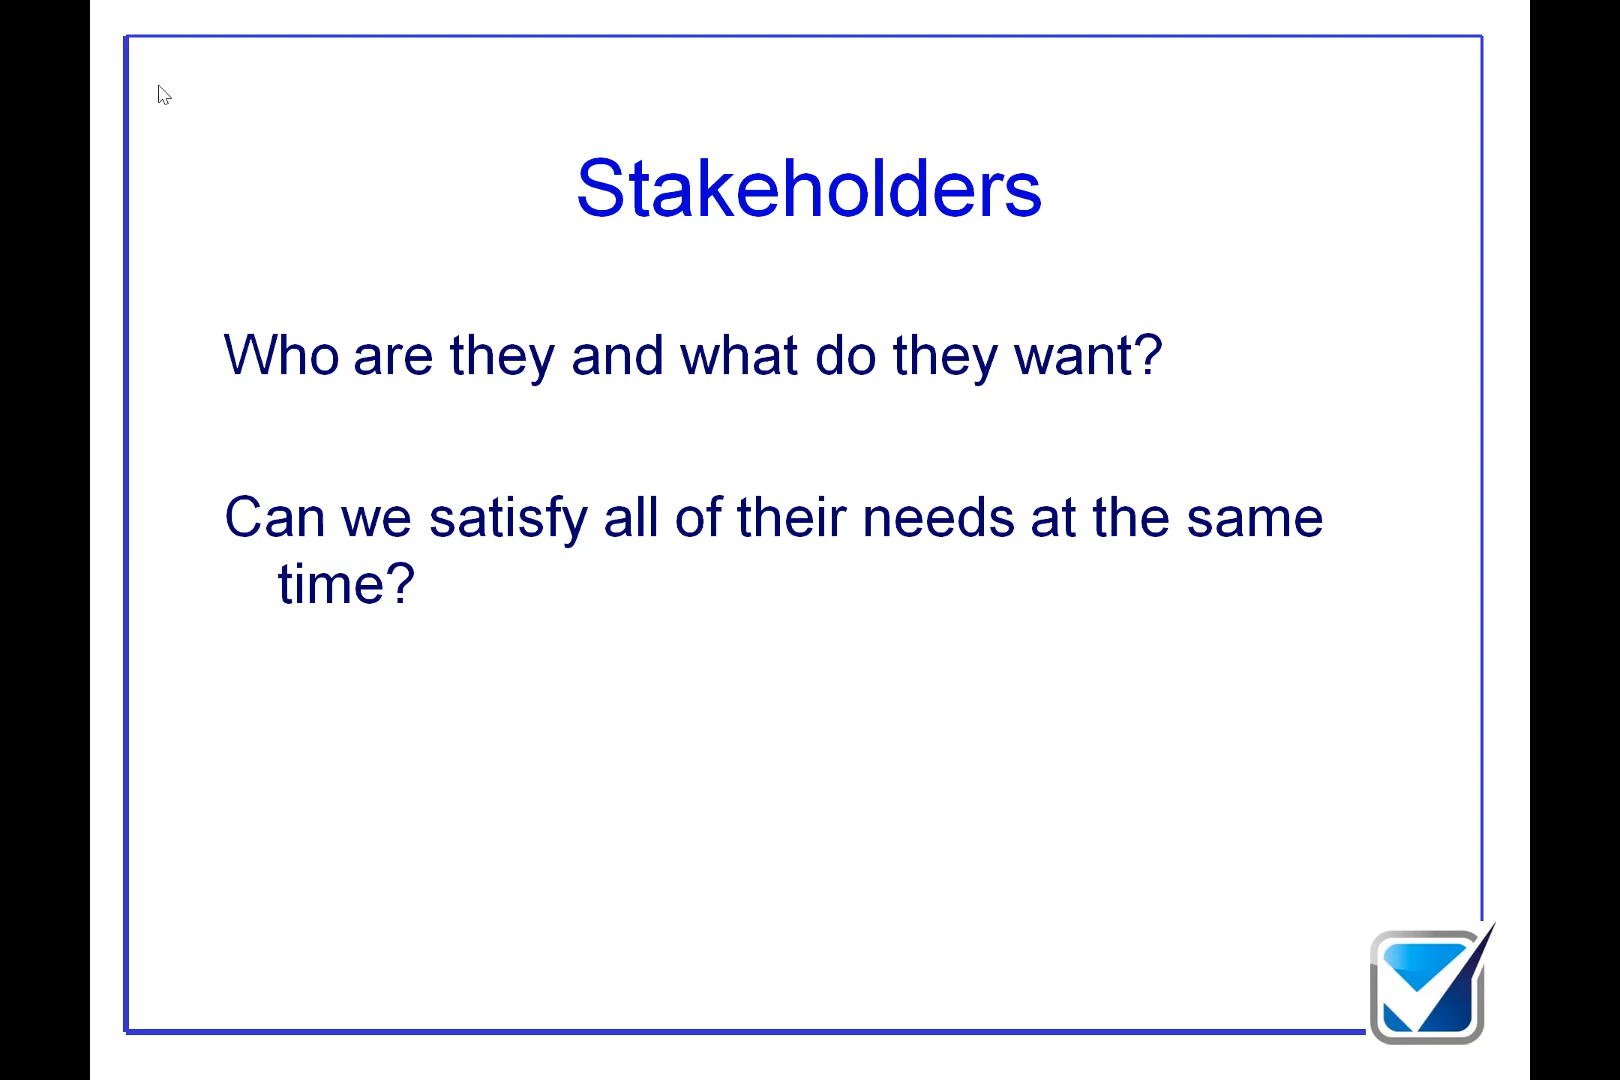 Stakeholders
Who are they and what do they want?
Can we satisfy all of their needs at the same
time?